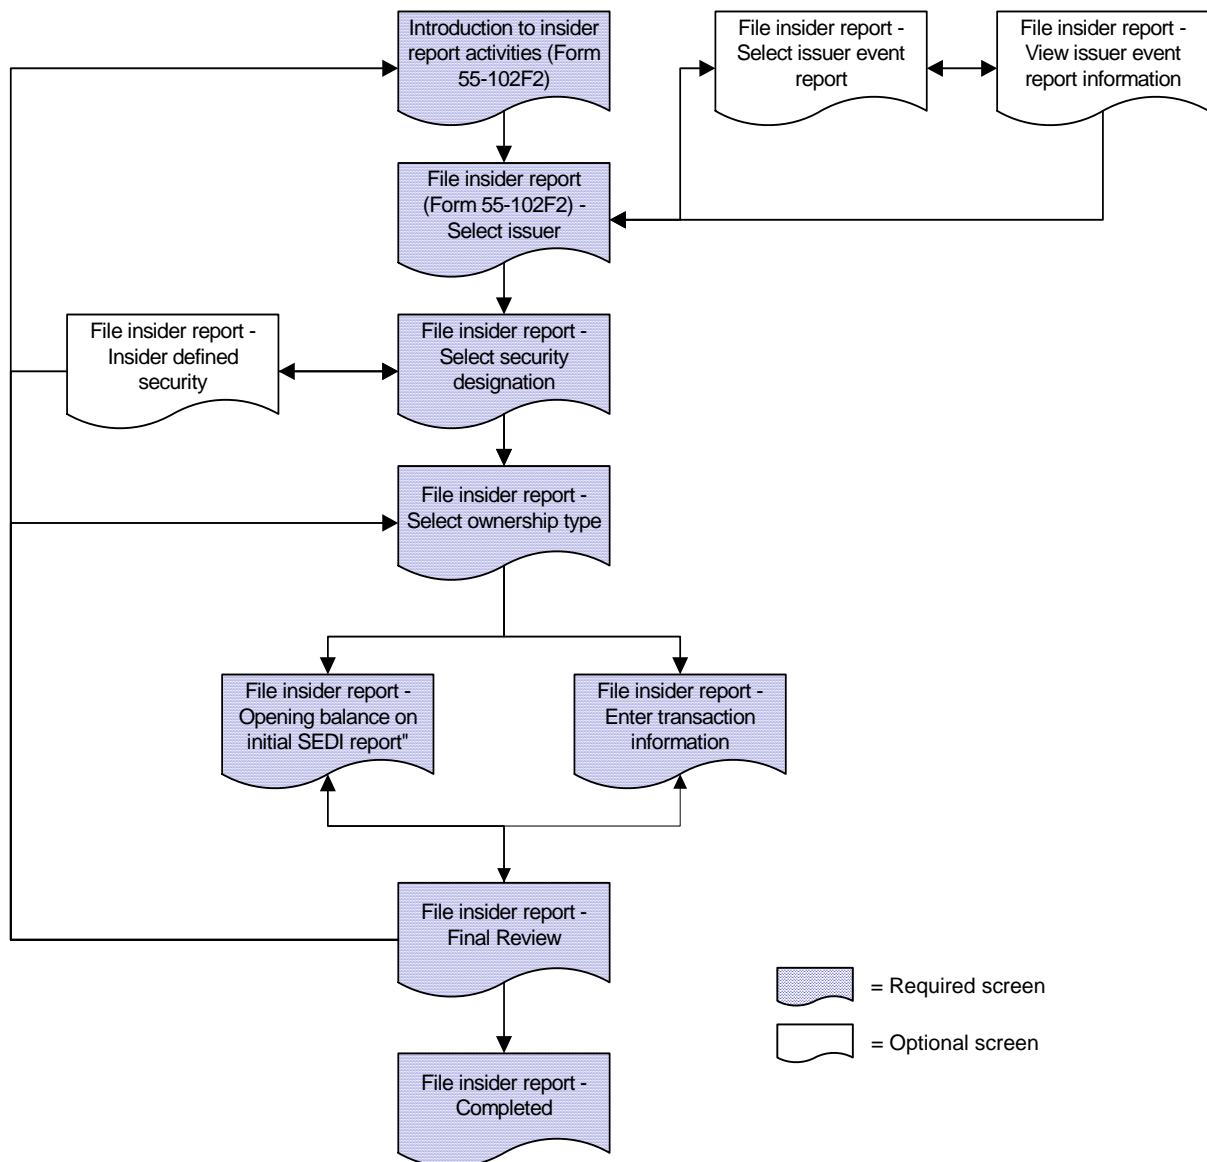 Introduction to insider
report activities (Form
55-102F2)
File insider report -
Select issuer event
report
File insider report -
View issuer event
report information
File insider report
(Form 55-102F2) -
Select issuer
File insider report -
Insider defined
security
File insider report -
Select security
designation
File insider report -
Select ownership type
File insider report -
Opening balance on
initial SEDI report"
File insider report -
Enter transaction
information
File insider report -
Final Review
= Required screen
= Optional screen
File insider report -
Completed